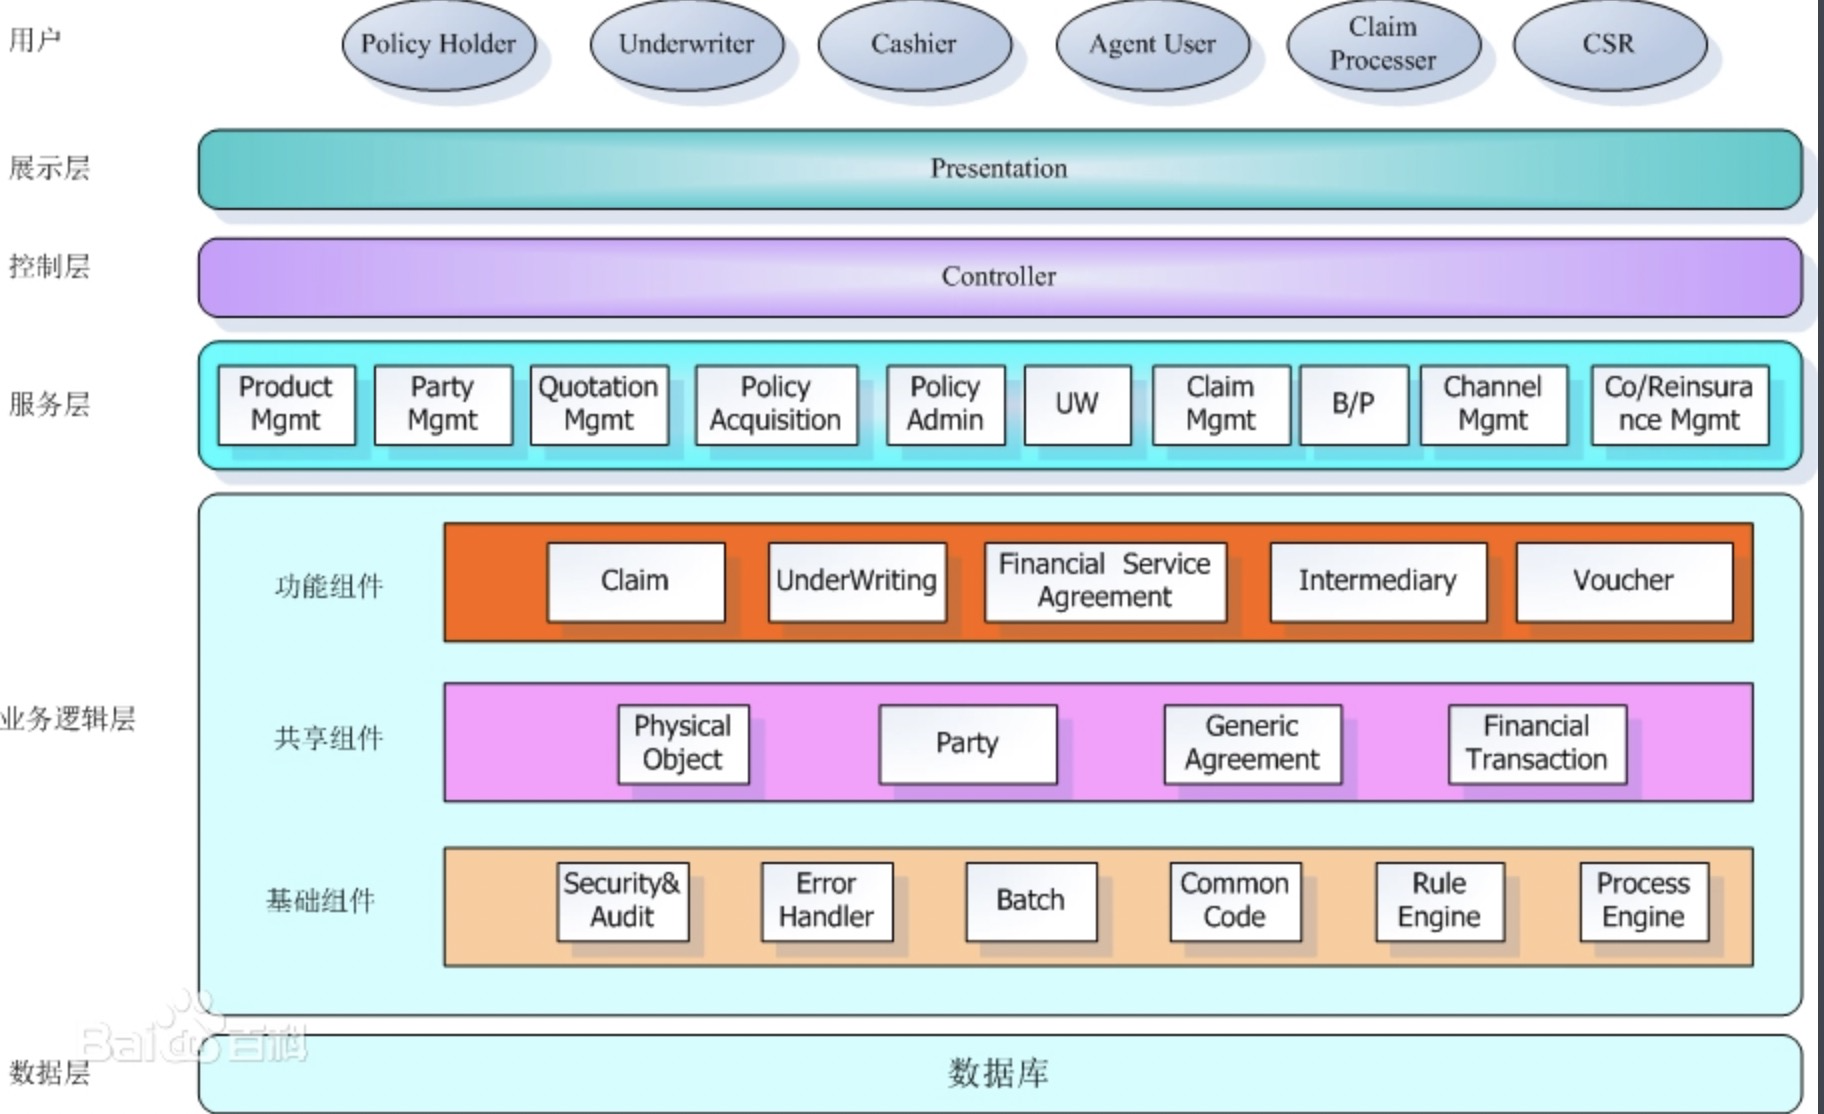 用户
Policy Holder
Underwriter
Cashier
Agent User
Claim
Processer
CSR
展示层
Presentation
控制层
Controller
服务层
Product
Mgmt
Party
Mgmt
Quotation
Mgmt
Policy
Acquisition
Policy
Admin
UW
Claim
Mgmt
B/P
Channel
Mgmt
Co/Reinsura
nce Mgmt
业务逻辑层
功能组件
Claim
UnderWriting
Financial Service
Agreement
Intermediary
Voucher
共享组件
Physical
Object
Party
Generic
Agreement
Financial
Transaction
基础组件
Security&
Audit
Error
Handler
Batch
Common
Code
Rule
Engine
Process
Engine
Baidu百科
数据层
数据库